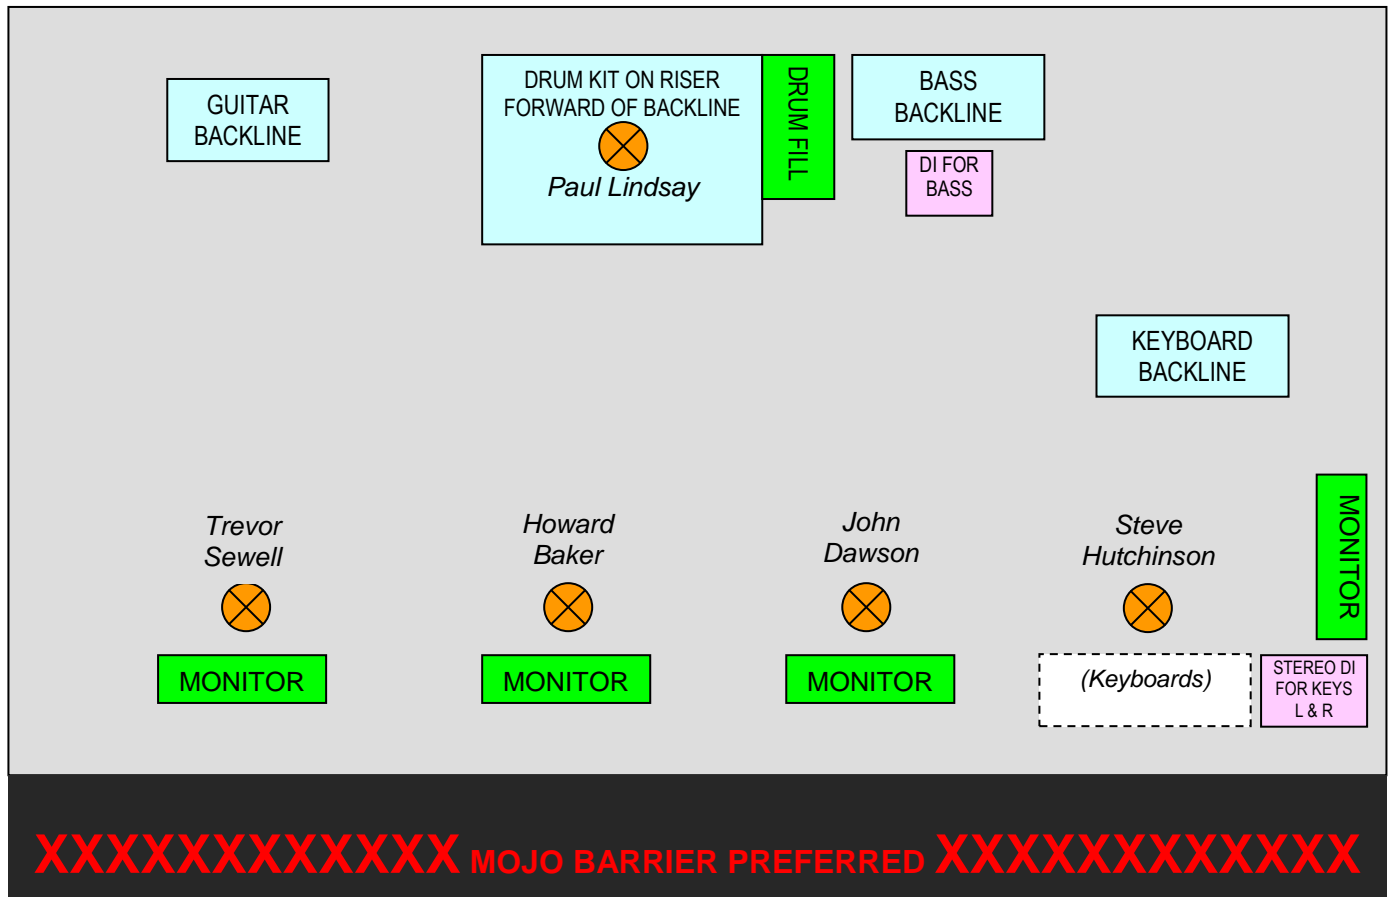 GUITAR
BACKLINE
DRUM KIT ON RISER
FORWARD OF BACKLINE
Paul Lindsay
DRUM FILL
BASS
BACKLINE
DI FOR
BASS
KEYBOARD
BACKLINE
Trevor
Sewell
Howard
Baker
John
Dawson
Steve
Hutchinson
MONITOR
MONITOR
MONITOR
MONITOR
(Keyboards)
STEREO DI
FOR KEYS
L & R
XXXXXXXXXXXX MOJO BARRIER PREFERRED XXXXXXXXXXXX